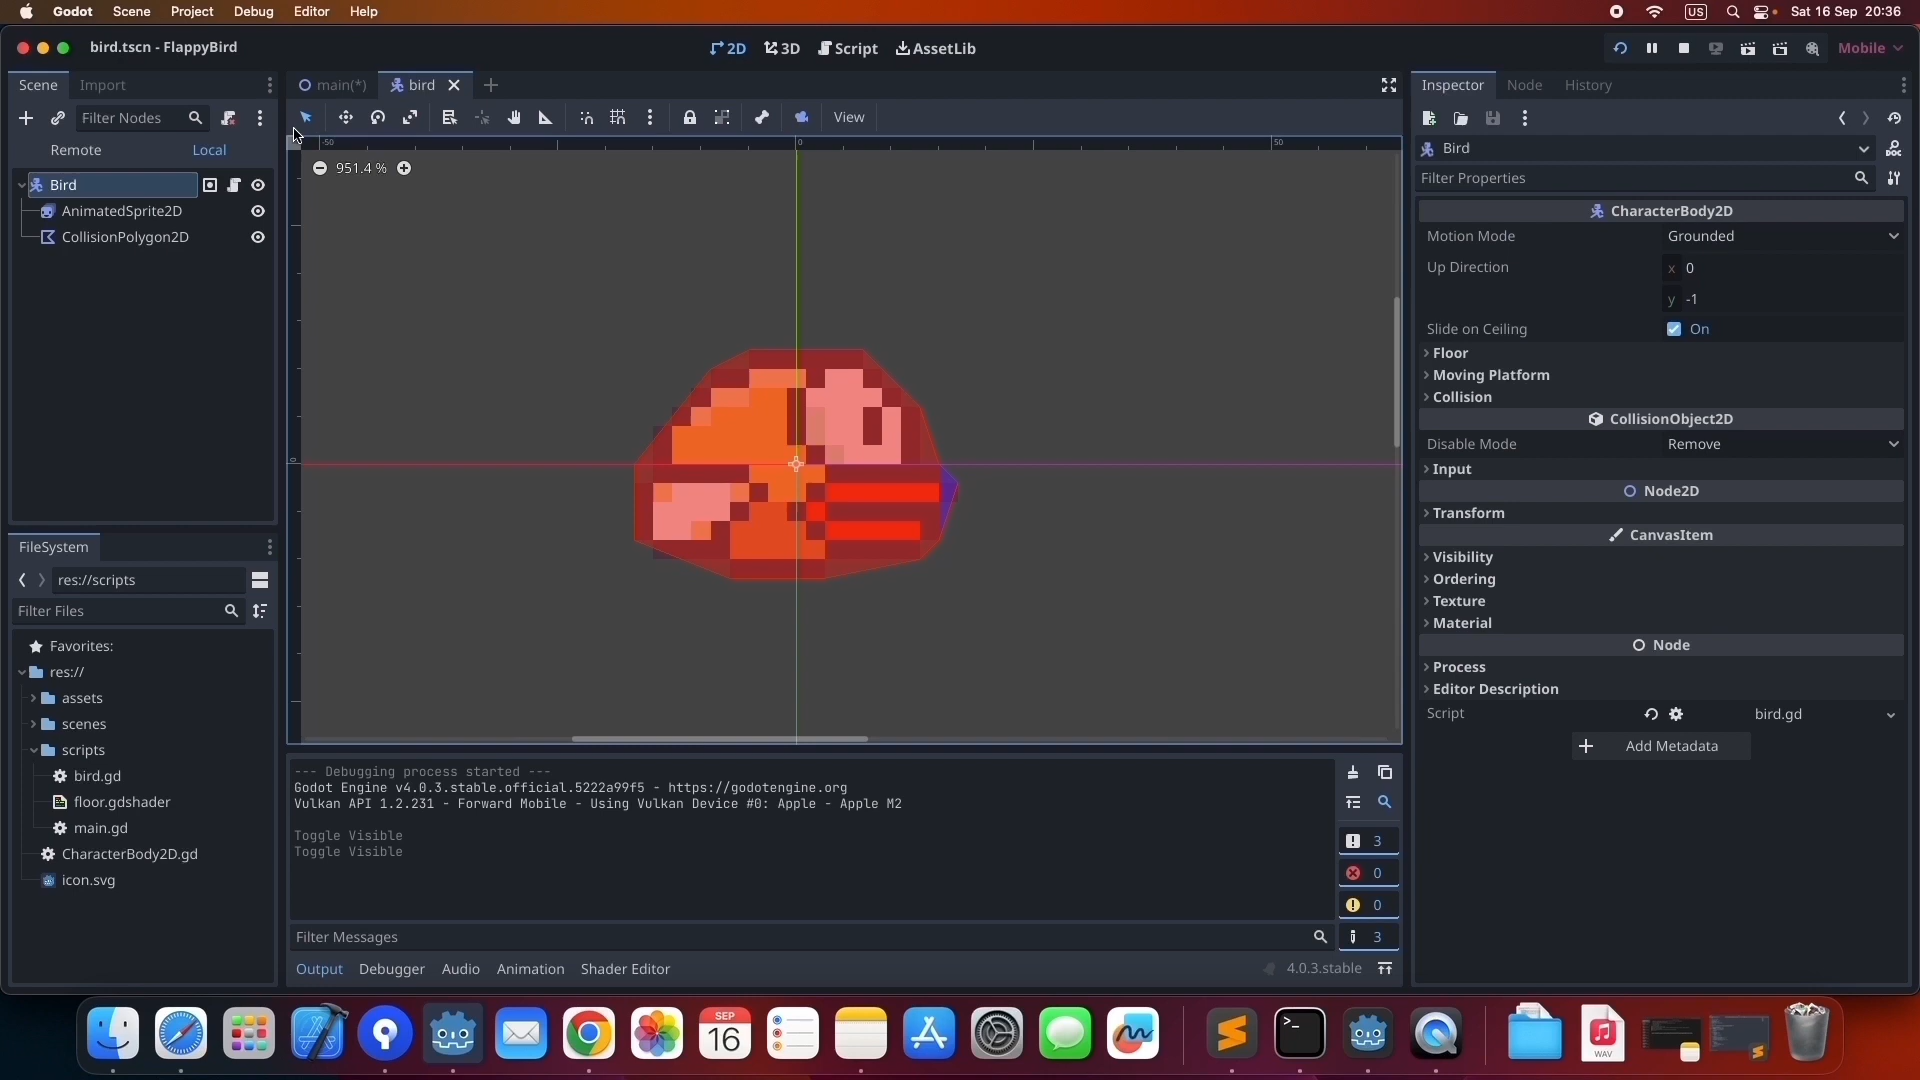 Godot Scene Project Debug Editor Help US Sat 16 Sep 20:36
bird.tscn - FlappyBird 2D 3D Script AssetLib Mobile
Scene Import main(*) bird Inspector Node History
Filter Nodes View
Remote Local
Bird
AnimatedSprite2D
CollisionPolygon2D
-50 0 50
951.4 %
0
FileSystem
res://scripts
Filter Files
Favorites:
res://
assets
scenes
scripts
bird.gd
floor.gdshader
main.gd
CharacterBody2D.gd
icon.svg
--- Debugging process started ---
Godot Engine v4.0.3.stable.official.5222a99f5 - https://godotengine.org
Vulkan API 1.2.231 - Forward Mobile - Using Vulkan Device #0: Apple - Apple M2
Toggle Visible
Toggle Visible
3
0
0
3
Filter Messages
Output Debugger Audio Animation Shader Editor 4.0.3.stable
Bird
Filter Properties
CharacterBody2D
Motion Mode Grounded
Up Direction x 0
y -1
Slide on Ceiling On
Floor
Moving Platform
Collision
CollisionObject2D
Disable Mode Remove
Input
Node2D
Transform
CanvasItem
Visibility
Ordering
Texture
Material
Node
Process
Editor Description
Script bird.gd
Add Metadata
SEP
16
WAV